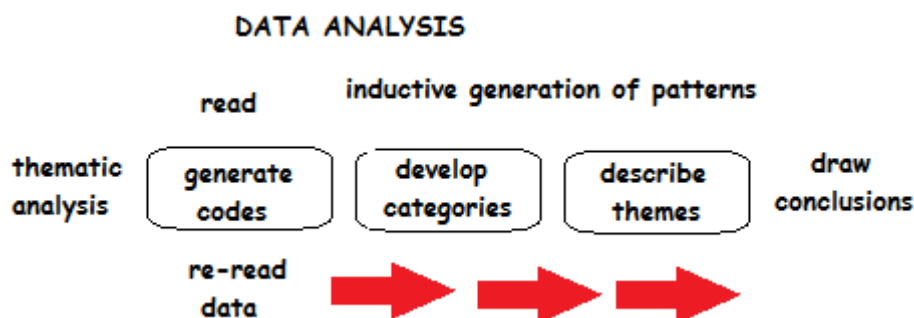 DATA ANALYSIS
read
inductive generation of patterns
thematic
analysis
generate
codes
develop
categories
describe
themes
draw
conclusions
re-read
data